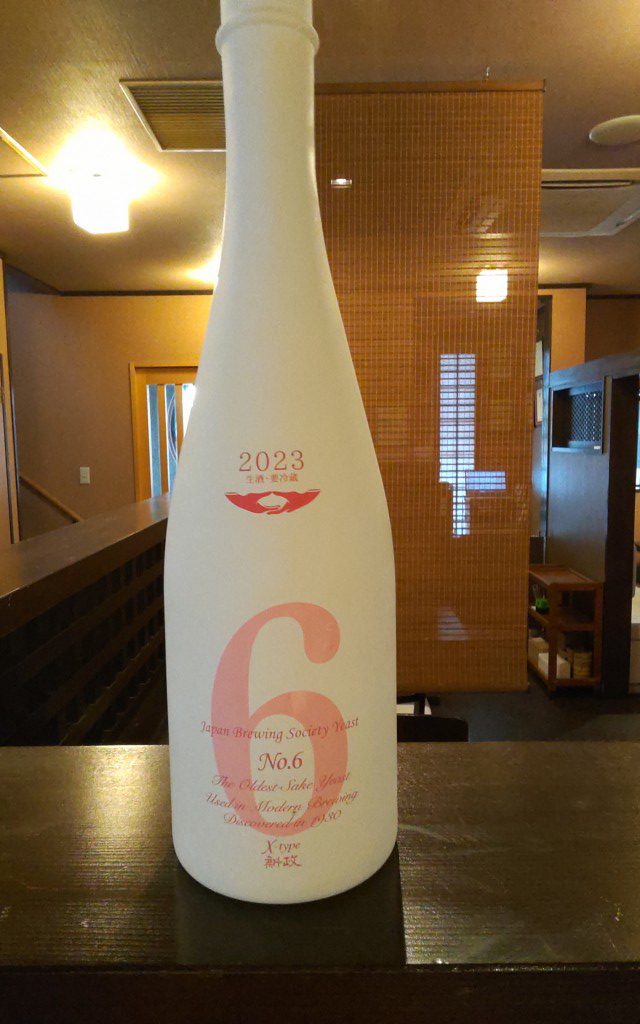 2023
生酒・要冷蔵
6
Japan Brewing Society Yeast
No.6
The Oldest Sake Yeast
Used in Modern Brewing
Discovered in 1930
X-type
新政